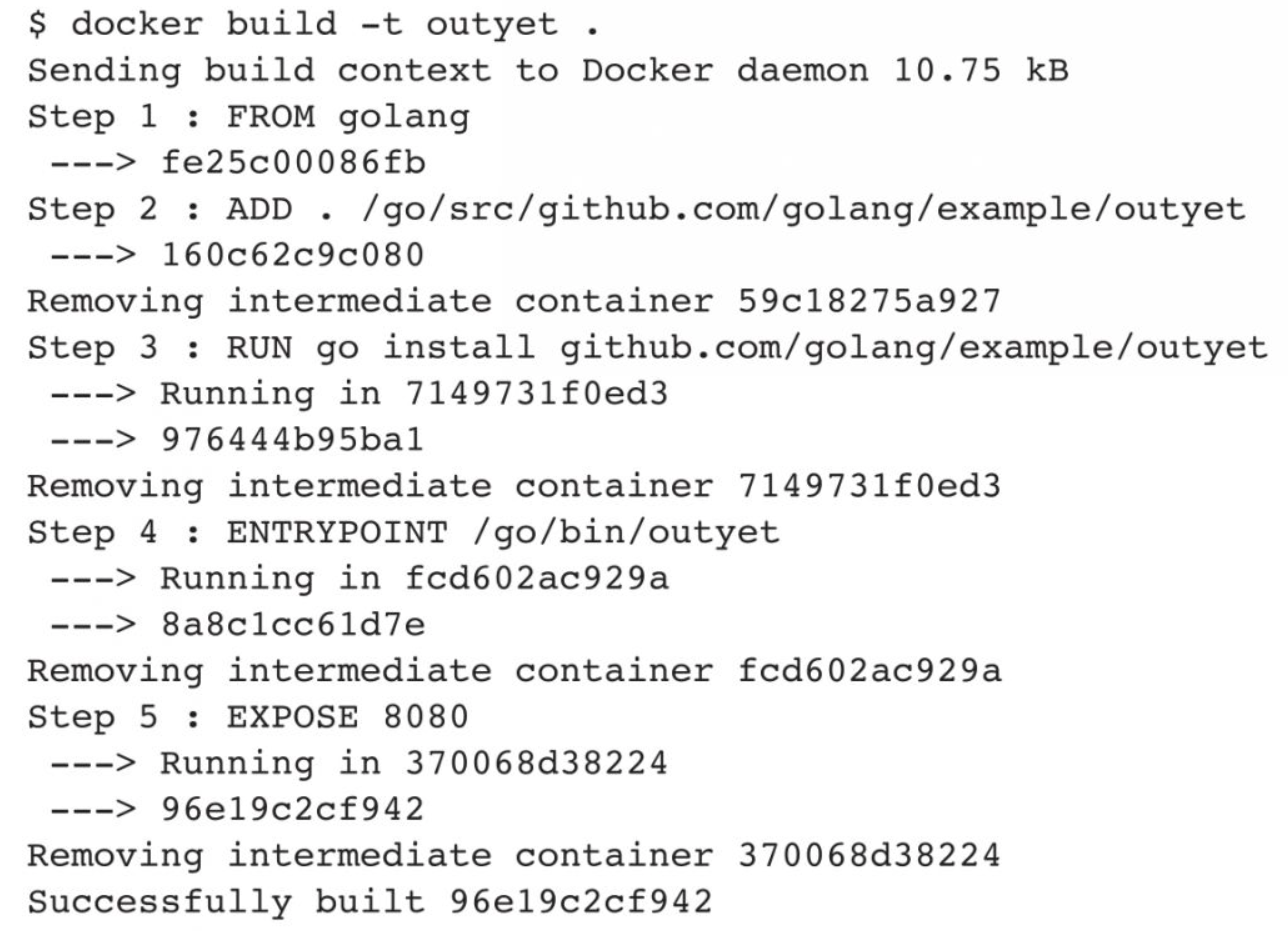 $ docker build -t outyet .
Sending build context to Docker daemon 10.75 kB
Step 1 : FROM golang
 ---> fe25c00086fb
Step 2 : ADD . /go/src/github.com/golang/example/outyet
 ---> 160c62c9c080
Removing intermediate container 59c18275a927
Step 3 : RUN go install github.com/golang/example/outyet
 ---> Running in 7149731f0ed3
 ---> 976444b95ba1
Removing intermediate container 7149731f0ed3
Step 4 : ENTRYPOINT /go/bin/outyet
 ---> Running in fcd602ac929a
 ---> 8a8c1cc61d7e
Removing intermediate container fcd602ac929a
Step 5 : EXPOSE 8080
 ---> Running in 370068d38224
 ---> 96e19c2cf942
Removing intermediate container 370068d38224
Successfully built 96e19c2cf942